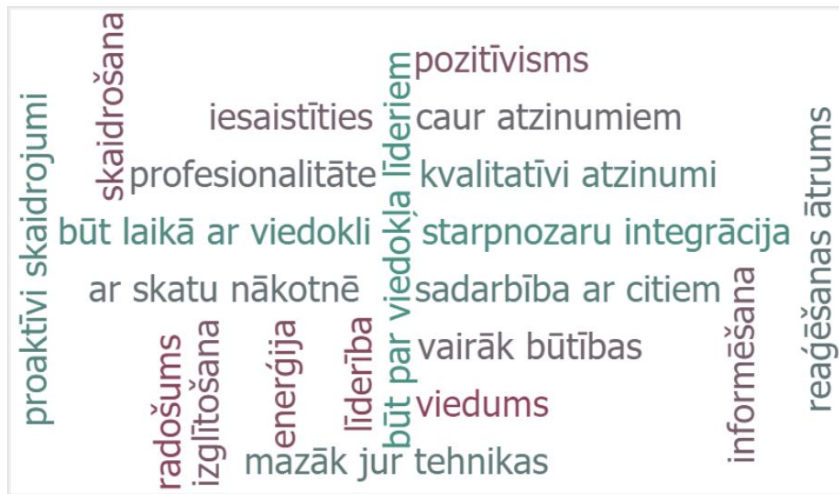 skaidrošana
pozitīvisms
iesaistīties
caur atzinumiem
profesionalitāte
kvalitatīvi atzinumi
proaktīvi skaidrojumi
būt laikā ar viedokli
būt par viedokļa līderiem
starpnozaru integrācija
reaģēšanas ātrums
ar skatu nākotnē
sadarbība ar citiem
vairāk būtības
informēšana
radošums
izglītošana
enerģija
līderība
viedums
mazāk jur tehnikas